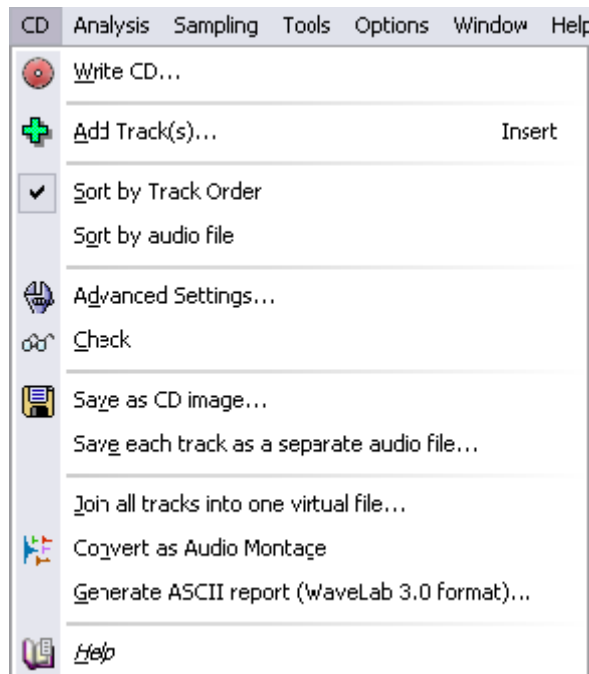 CD Analysis Sampling Tools Options Window Help
Write CD...
Add Track(s)... Insert
Sort by Track Order
Sort by audio file
Advanced Settings...
Check
Save as CD image...
Save each track as a separate audio file...
Join all tracks into one virtual file...
Convert as Audio Montage
Generate ASCII report (WaveLab 3.0 format)...
Help